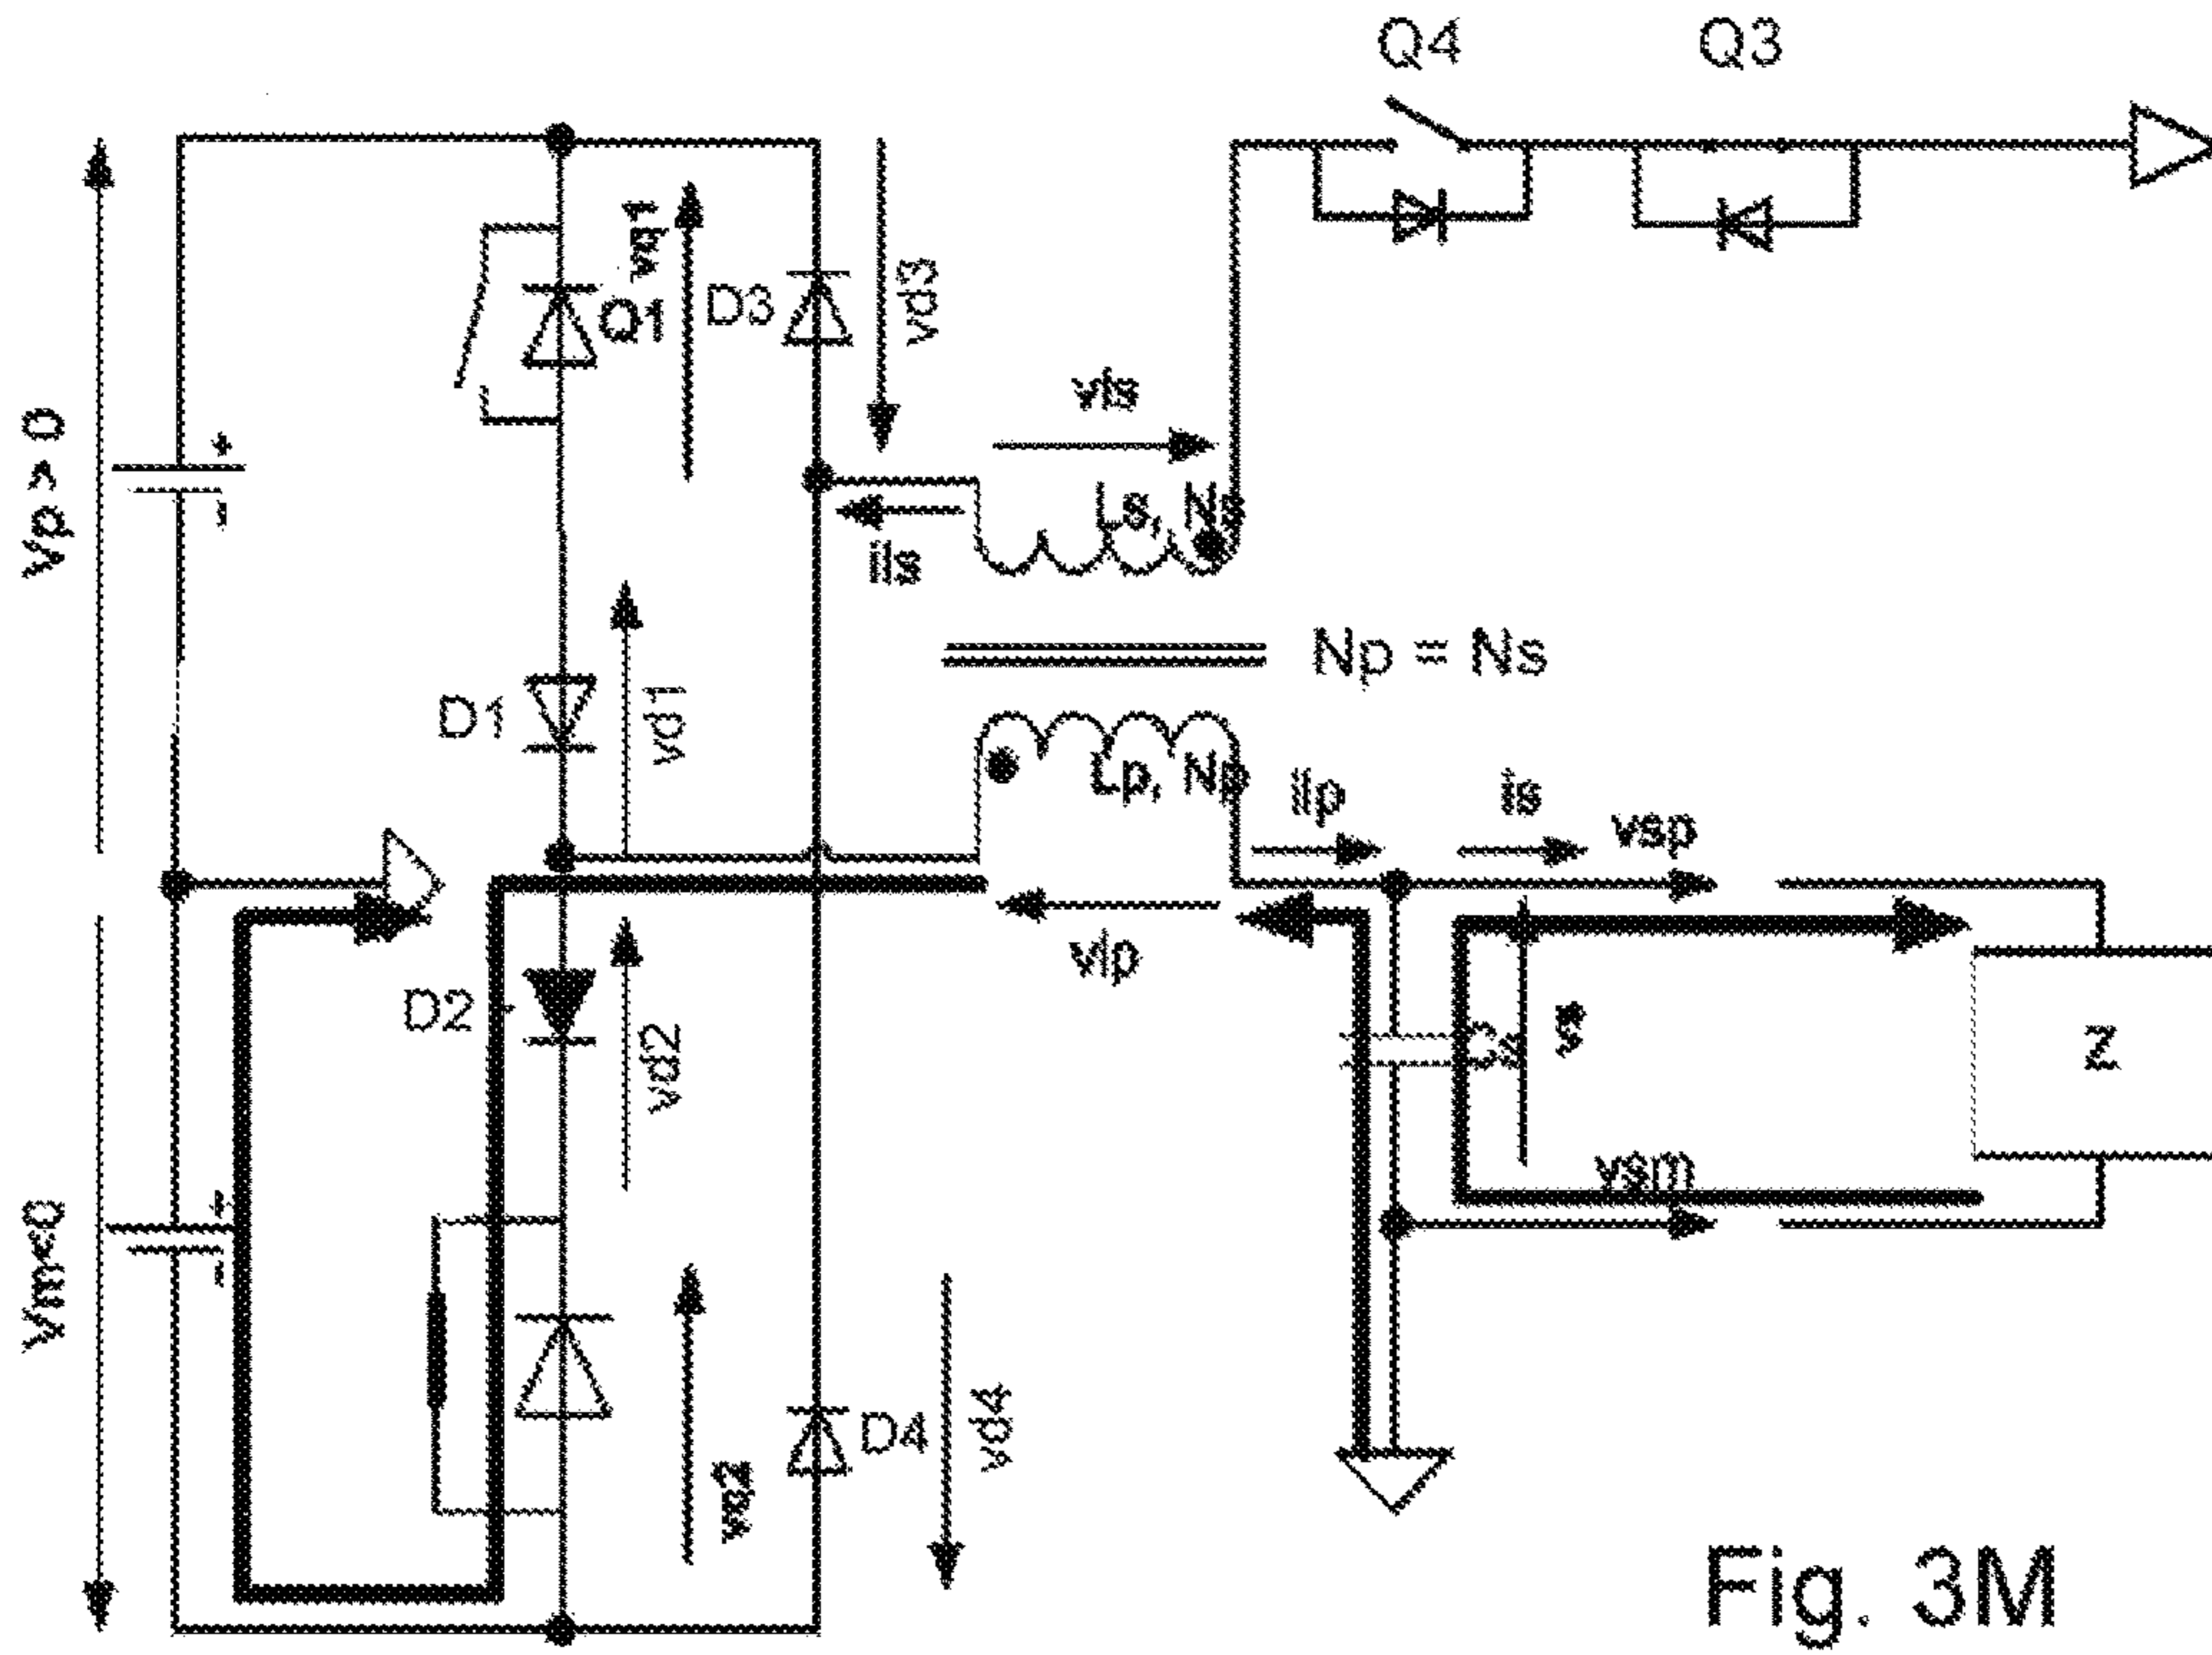 Q4
Q3
vq1
Q1
D3
vd3
Vp > 0
+
-
vls
Ls, Ns
ils
Np = Ns
D1
vd1
Lp, Np
ilp
is
vsp
vlp
D2
vd2
vs
Z
vsm
Vm<0
+
-
vq2
D4
vd4
Fig. 3M